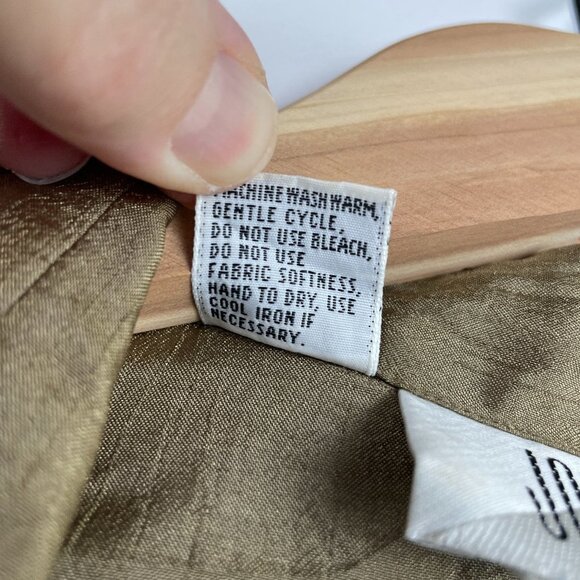 MACHINE WASH WARM,
GENTLE CYCLE.
DO NOT USE BLEACH,
DO NOT USE
FABRIC SOFTNESS,
HAND TO DRY, USE
COOL IRON IF
NECESSARY.